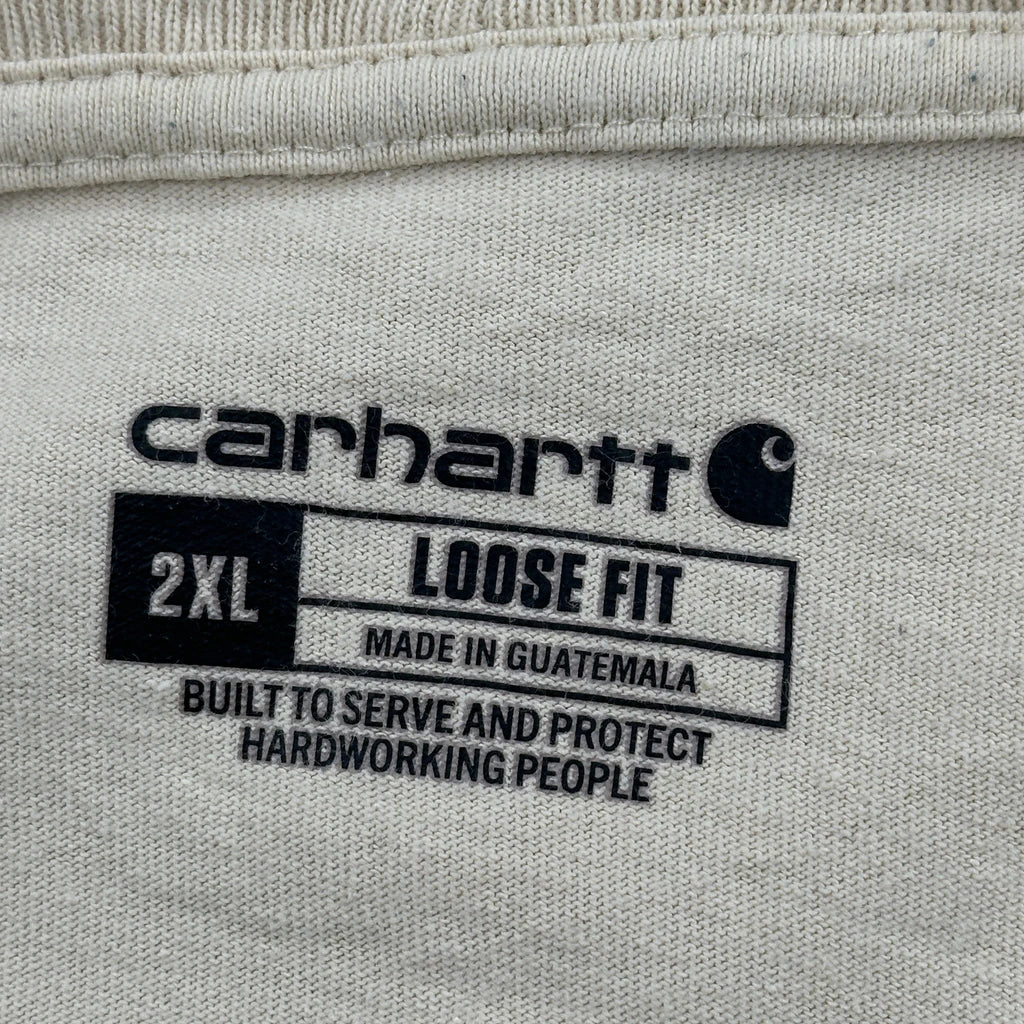 carhartt
2XL
LOOSE FIT
MADE IN GUATEMALA
BUILT TO SERVE AND PROTECT
HARDWORKING PEOPLE